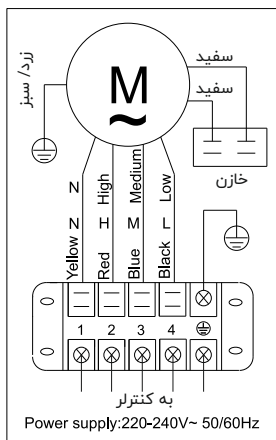 سفید
زرد/ سبز
سفید
M
~
خازن
N High Medium Low
N H M L
Yellow Red Blue Black
1 2 3 4
به کنترلر
Power supply:220-240V~ 50/60Hz